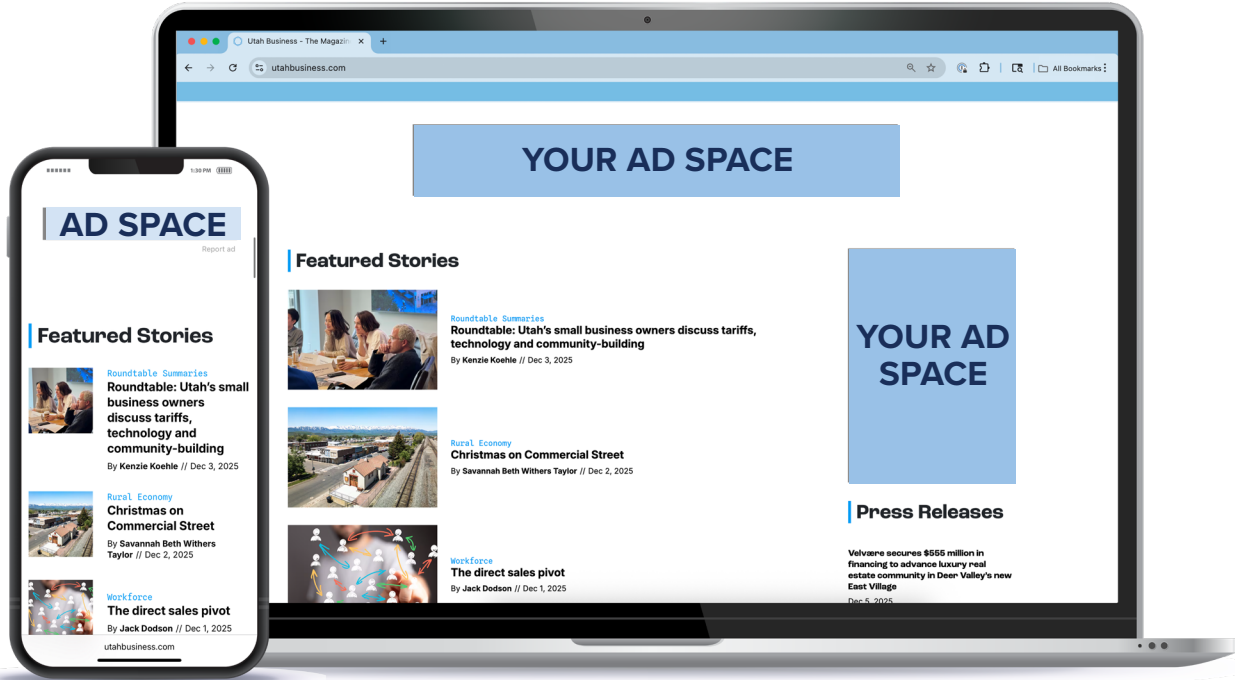 Utah Business - The Magazin
utahbusiness.com
All Bookmarks
YOUR AD SPACE
Featured Stories
Roundtable Summaries
Roundtable: Utah's small business owners discuss tariffs,
technology and community-building
By Kenzie Koehle // Dec 3, 2025
Rural Economy
Christmas on Commercial Street
By Savannah Beth Withers Taylor // Dec 2, 2025
Workforce
The direct sales pivot
By Jack Dodson // Dec 1, 2025
YOUR AD
SPACE
Press Releases
Velvære secures $555 million in
financing to advance luxury real
estate community in Deer Valley's new
East Village
Dec 5, 2025
1:30 PM
AD SPACE
Report ad
Featured Stories
Roundtable Summaries
Roundtable: Utah's small
business owners
discuss tariffs,
technology and
community-building
By Kenzie Koehle // Dec 3, 2025
Rural Economy
Christmas on
Commercial Street
By Savannah Beth Withers
Taylor // Dec 2, 2025
Workforce
The direct sales pivot
By Jack Dodson // Dec 1, 2025
utahbusiness.com